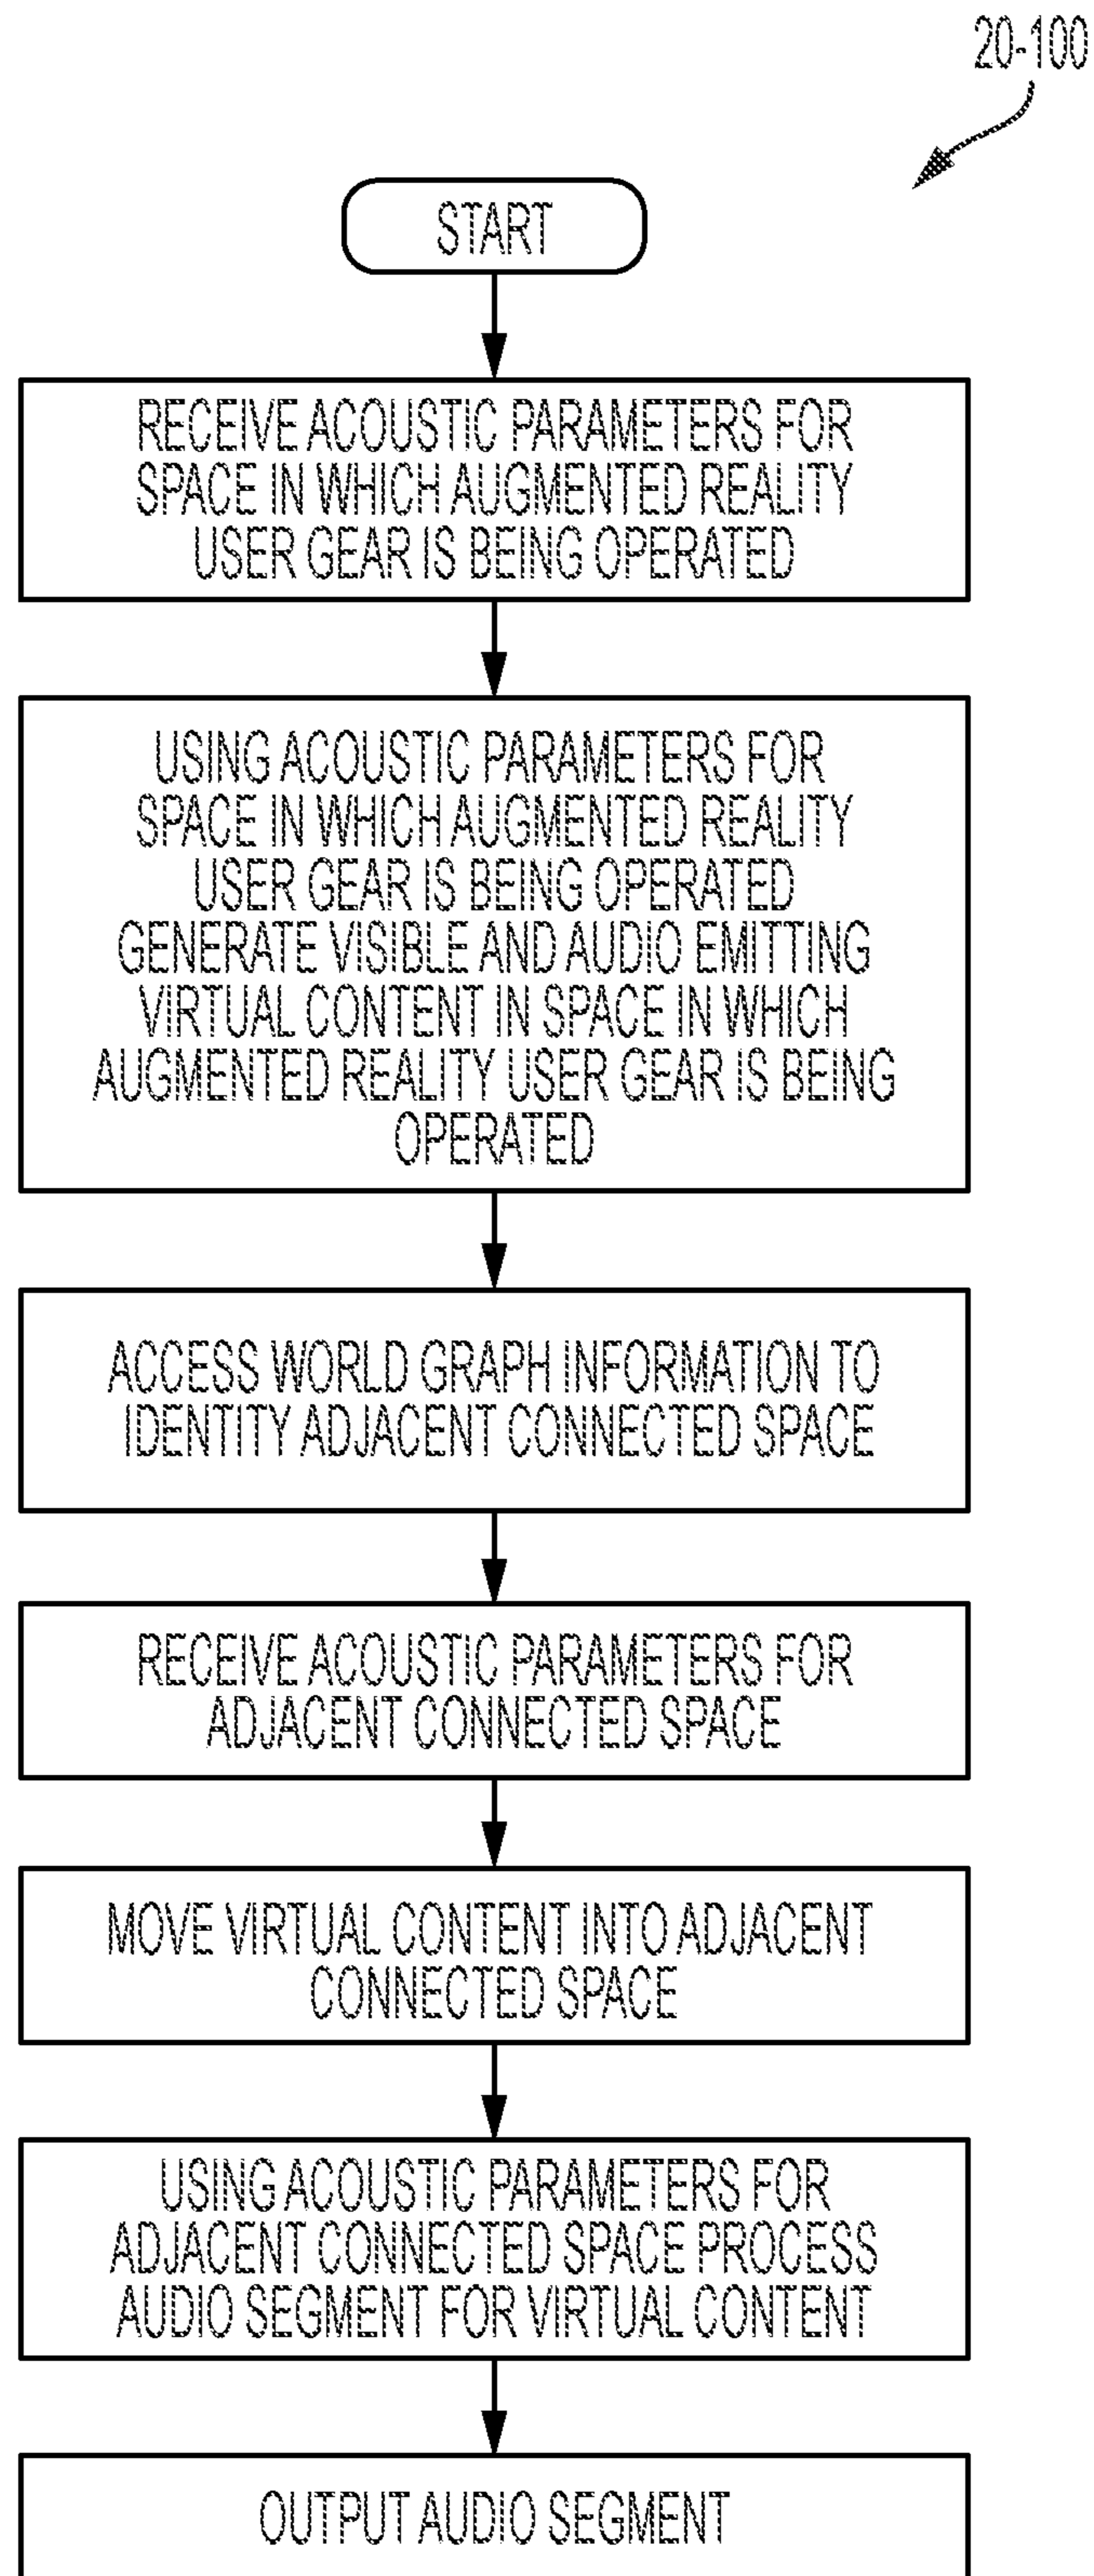 20-100
START
RECEIVE ACOUSTIC PARAMETERS FOR
SPACE IN WHICH AUGMENTED REALITY
USER GEAR IS BEING OPERATED
USING ACOUSTIC PARAMETERS FOR
SPACE IN WHICH AUGMENTED REALITY
USER GEAR IS BEING OPERATED
GENERATE VISIBLE AND AUDIO EMITTING
VIRTUAL CONTENT IN SPACE IN WHICH
AUGMENTED REALITY USER GEAR IS BEING
OPERATED
ACCESS WORLD GRAPH INFORMATION TO
IDENTITY ADJACENT CONNECTED SPACE
RECEIVE ACOUSTIC PARAMETERS FOR
ADJACENT CONNECTED SPACE
MOVE VIRTUAL CONTENT INTO ADJACENT
CONNECTED SPACE
USING ACOUSTIC PARAMETERS FOR
ADJACENT CONNECTED SPACE PROCESS
AUDIO SEGMENT FOR VIRTUAL CONTENT
OUTPUT AUDIO SEGMENT